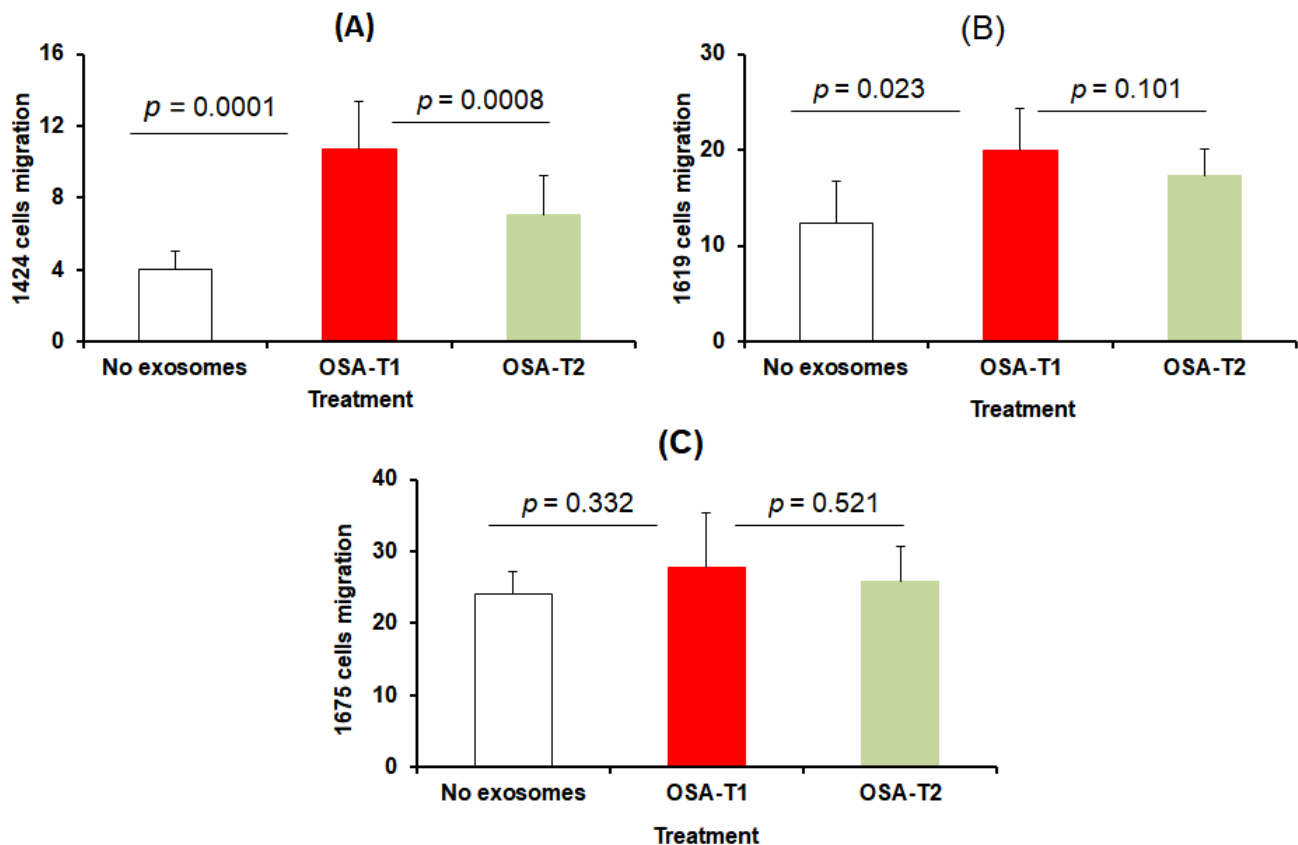 (A)
16
12
8
4
0
1424 cells migration
p = 0.0001
p = 0.0008
No exosomes
OSA-T1
OSA-T2
Treatment
(B)
30
20
10
0
1619 cells migration
p = 0.023
p = 0.101
No exosomes
OSA-T1
OSA-T2
Treatment
(C)
40
30
20
10
0
1675 cells migration
p = 0.332
p = 0.521
No exosomes
OSA-T1
OSA-T2
Treatment